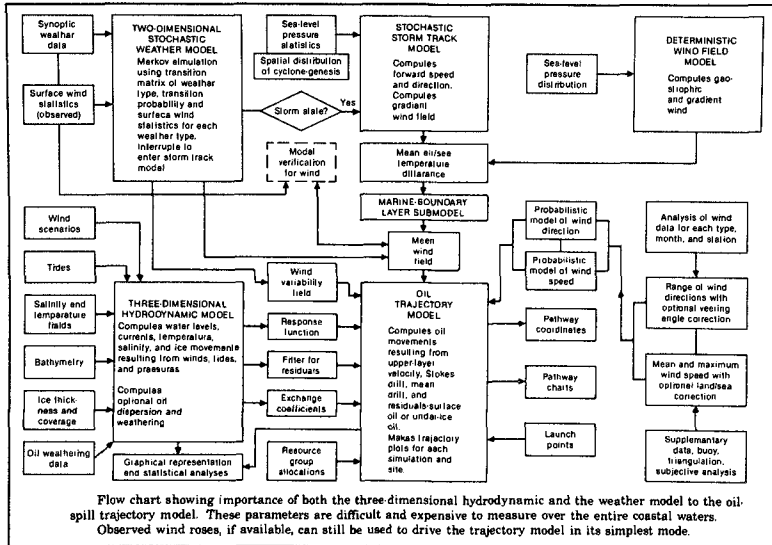 Synoptic
weather data
Surface wind
statistics
(observed)
TWO-DIMENSIONAL
STOCHASTIC
WEATHER MODEL
Markov simulation
using transition
matrix of weather
type, transition
probability and
surface wind
statistics for each
weather type.
Interrupts to
enter storm track
model
Sea-level
pressure
statistics
Spatial distribution
of cyclone-genesis
Storm state?
Yes
STOCHASTIC
STORM TRACK
MODEL
Computes
forward speed
and direction.
Computes
gradient
wind field
Sea-level
pressure
distribution
DETERMINISTIC
WIND FIELD
MODEL
Computes geo-
strophic
and gradient
wind
Model
verification
for wind
Mean air/sea
temperature
difference
MARINE-BOUNDARY
LAYER SUBMODEL
Mean
wind
field
Wind
scenarios
Tides
Salinity and
temperature fields
Bathymetry
Ice thick-
ness and
coverage
Oil weathering
data
THREE-DIMENSIONAL
HYDRODYNAMIC MODEL
Computes water levels,
currents, temperature,
salinity, and ice movements
resulting from winds, tides,
and pressures
Computes
optional oil
dispersion and
weathering
Graphical representation
and statistical analyses
Wind
variability
field
Response
function
Filter for
residuals
Exchange
coefficients
Resource
group
allocations
OIL
TRAJECTORY
MODEL
Computes oil
movements
resulting from
upper-layer
velocity, Stokes
drift, mean
drift, and
residuals-surface
oil or under-ice
oil.
Makes trajectory
plots for each
simulation and
site.
Probabilistic
model of wind
direction
Probabilistic
model of wind
speed
Pathway
coordinates
Pathway
charts
Launch
points
Analysis of wind
data for each type,
month, and station
Range of wind
directions with
optional veering
angle correction
Mean and maximum
wind speed with
optional land/sea
correction
Supplementary
data, buoy,
triangulation,
subjective analysis
Flow chart showing importance of both the three-dimensional hydrodynamic and the weather model to the oil-
spill trajectory model. These parameters are difficult and expensive to measure over the entire coastal waters.
Observed wind roses, if available, can still be used to drive the trajectory model in its simplest mode.